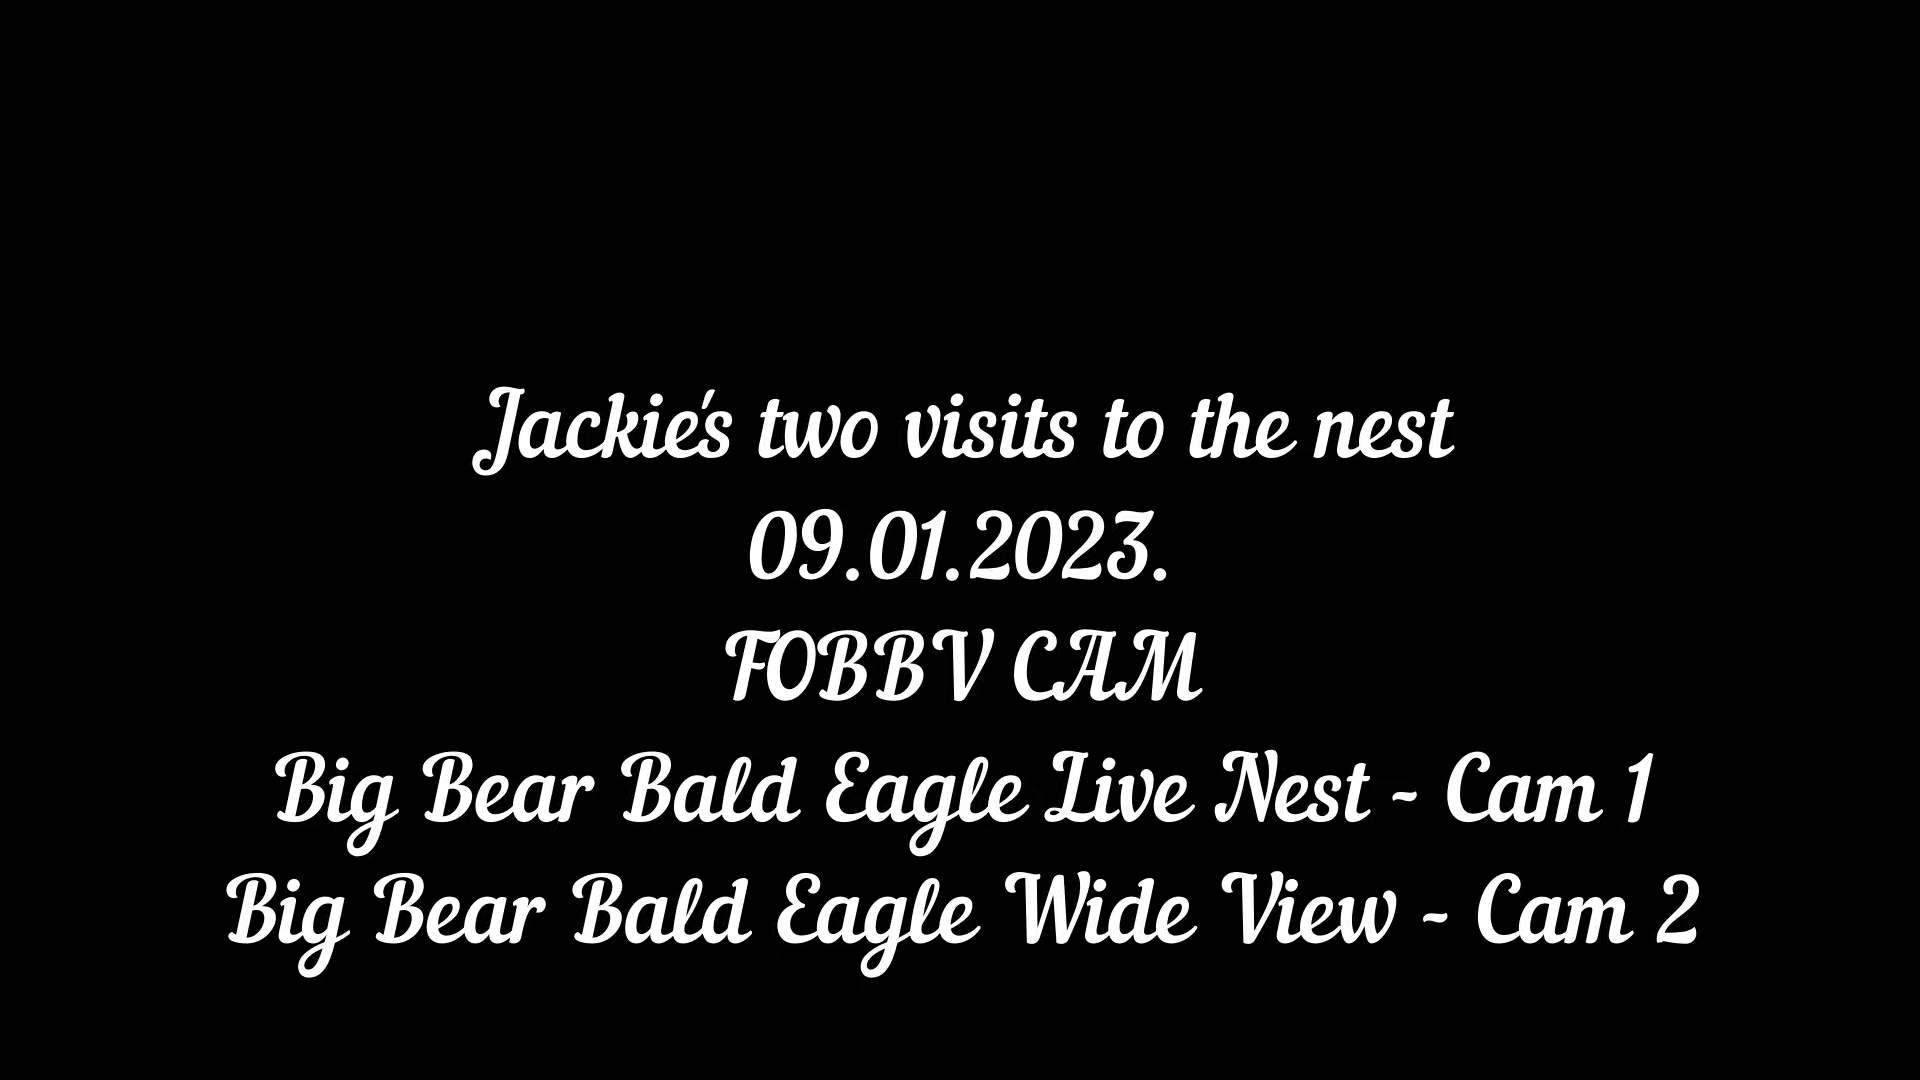 Jackie's two visits to the nest
09.01.2023.
FOBBV CAM
Big Bear Bald Eagle Live Nest - Cam 1
Big Bear Bald Eagle Wide View - Cam 2